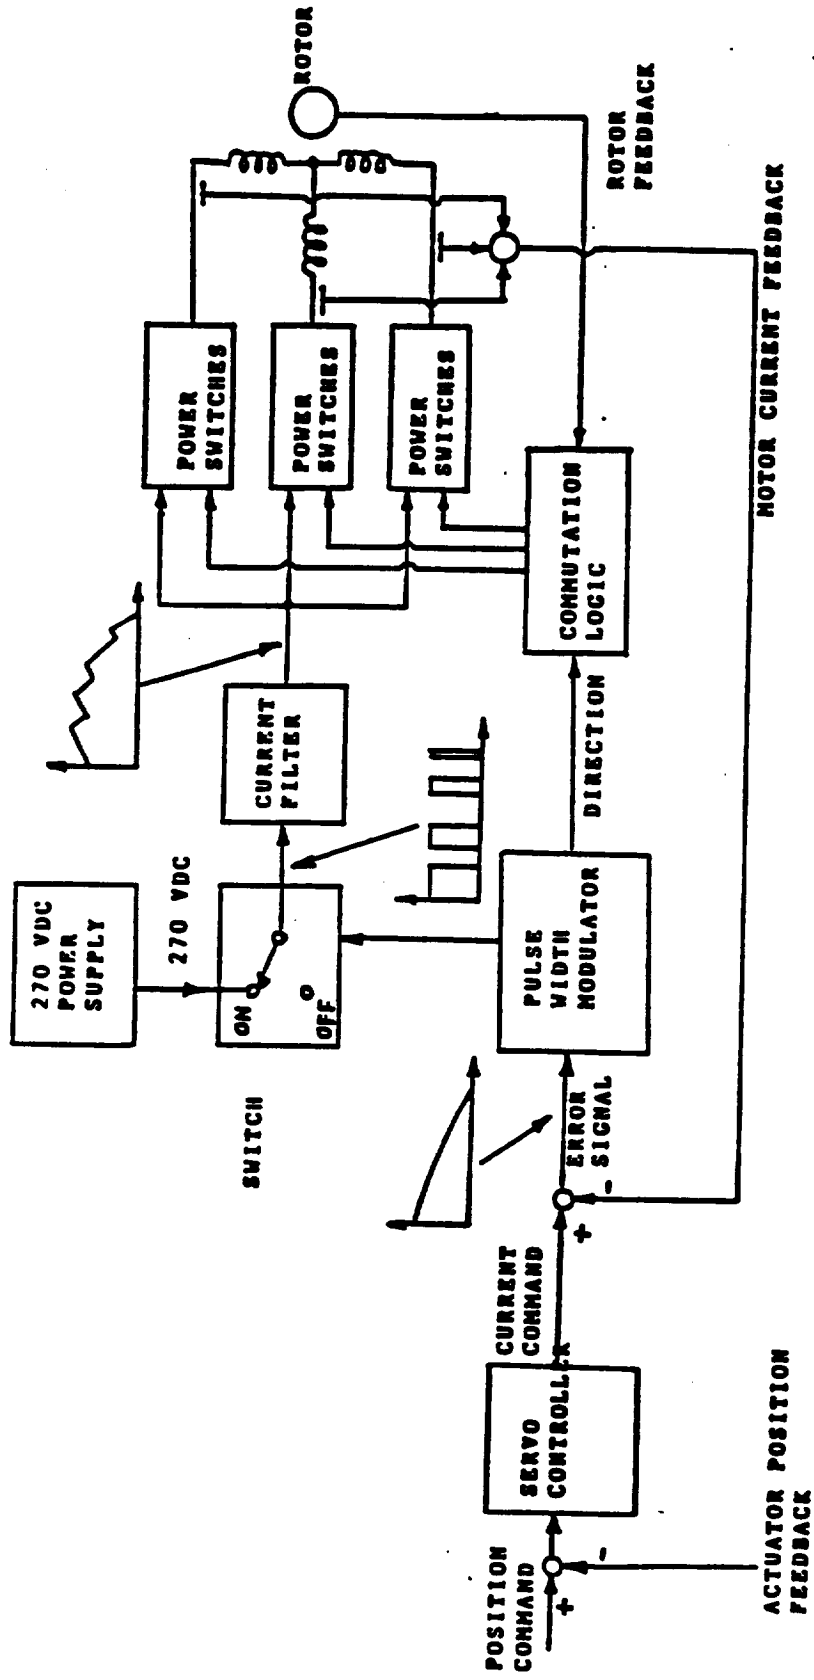 270 VDC
POWER
SUPPLY
270 VDC
SWITCH
ON
OFF
CURRENT
FILTER
POWER
SWITCHES
POWER
SWITCHES
POWER
SWITCHES
ROTOR
POSITION
COMMAND
+
-
SERVO
CONTROLLER
CURRENT
COMMAND
+
-
ERROR
SIGNAL
PULSE
WIDTH
MODULATOR
DIRECTION
COMMUTATION
LOGIC
ROTOR
FEEDBACK
ACTUATOR POSITION
FEEDBACK
MOTOR CURRENT FEEDBACK